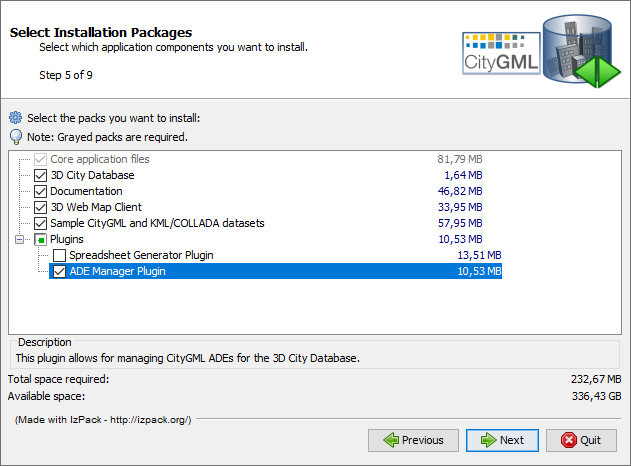 Select Installation Packages
Select which application components you want to install.
Step 5 of 9
CityGML
Select the packs you want to install:
Note: Grayed packs are required.
Core application files 81,79 MB
3D City Database 1,64 MB
Documentation 46,82 MB
3D Web Map Client 33,95 MB
Sample CityGML and KML/COLLADA datasets 57,95 MB
Plugins 10,53 MB
Spreadsheet Generator Plugin 13,51 MB
ADE Manager Plugin 10,53 MB
Description
This plugin allows for managing CityGML ADEs for the 3D City Database.
Total space required: 232,67 MB
Available space: 336,43 GB
(Made with IzPack - http://izpack.org/)
Previous Next Quit